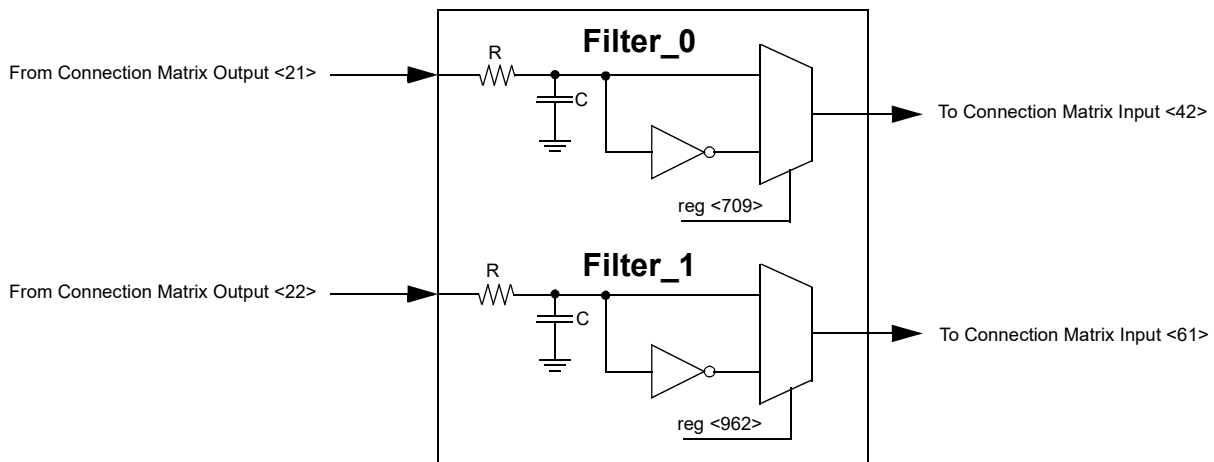 Filter_0
R
From Connection Matrix Output <21>
C
To Connection Matrix Input <42>
reg <709>
Filter_1
R
From Connection Matrix Output <22>
C
To Connection Matrix Input <61>
reg <962>